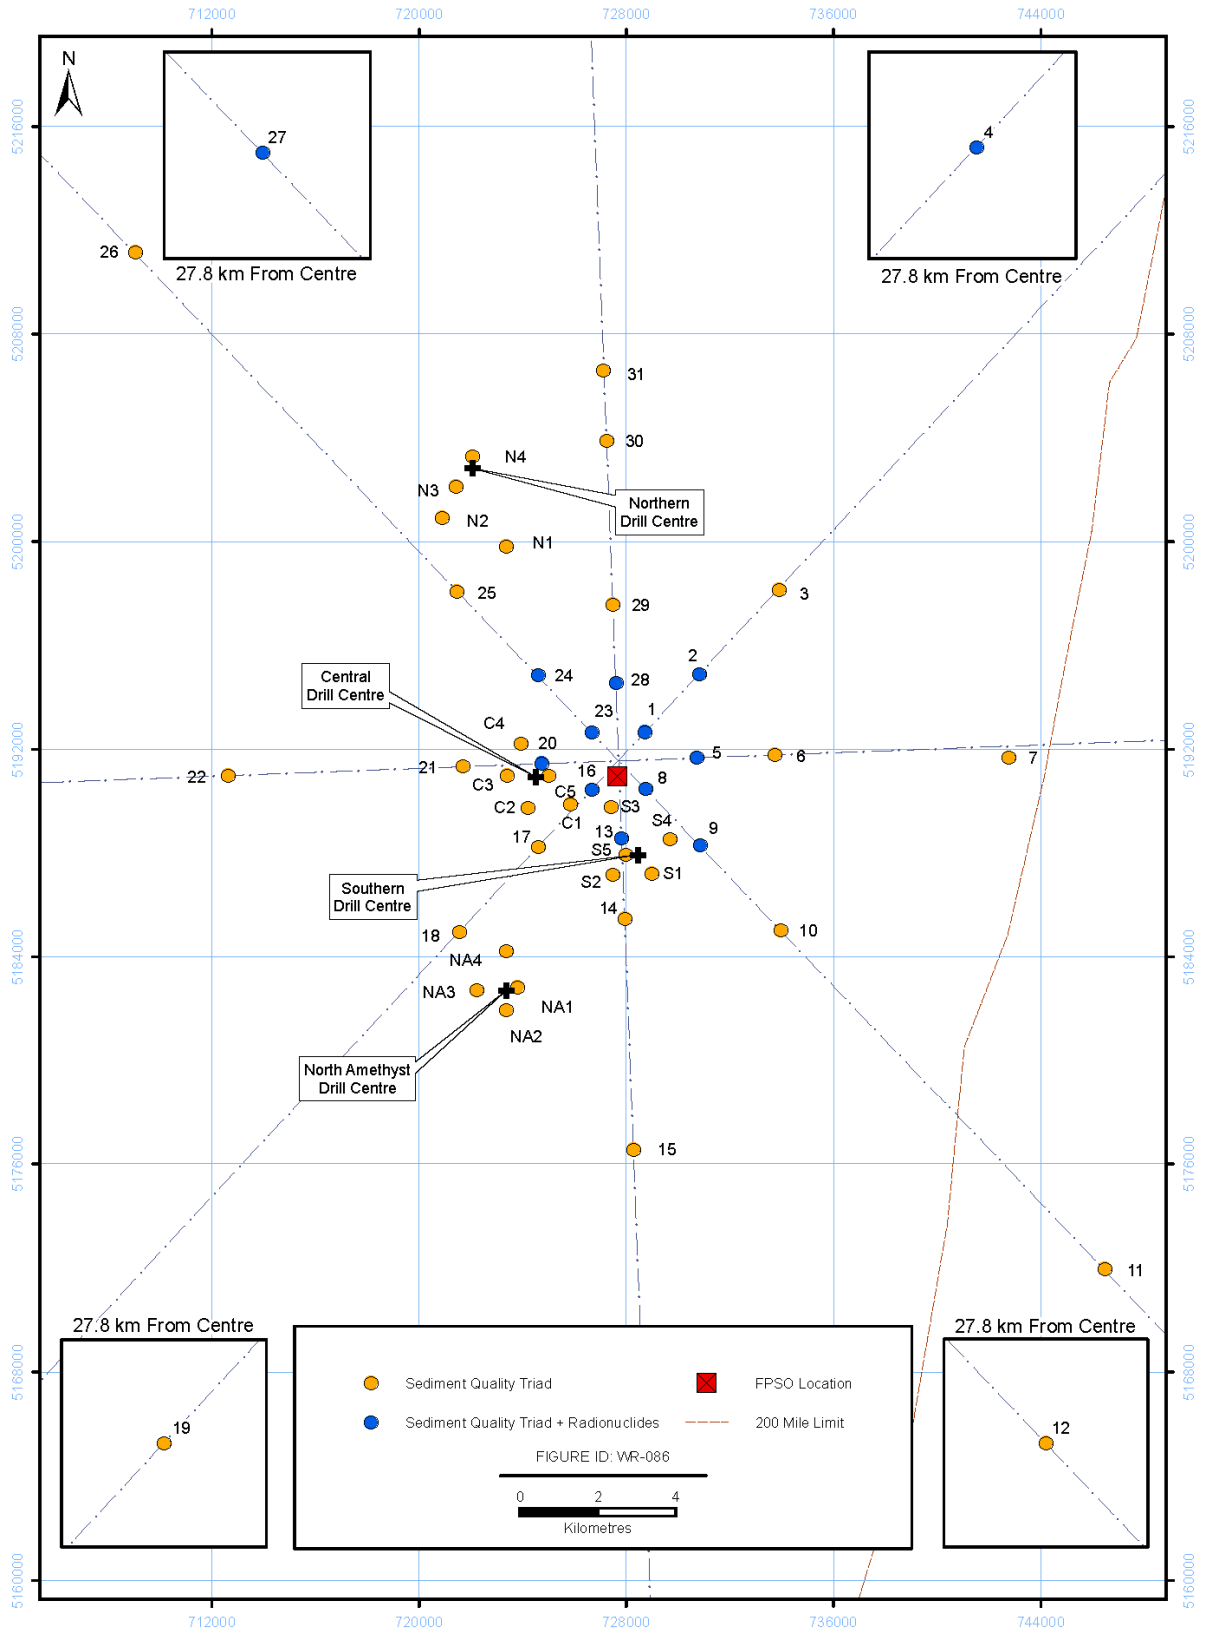 712000
720000
728000
736000
744000
N
27
4
5216000
5216000
26
27.8 km From Centre
27.8 km From Centre
5208000
5208000
31
30
N4
N3
Northern
Drill Centre
N2
5200000
5200000
N1
25
3
29
2
Central
Drill Centre
24
28
23
1
C4
20
5192000
5192000
5
6
7
21
22
16
8
C3
C5
C2
S3
C1
S4
17
13
9
S5
S1
S2
Southern
Drill Centre
14
18
10
NA4
5184000
5184000
NA3
NA1
NA2
North Amethyst
Drill Centre
15
5176000
5176000
11
27.8 km From Centre
27.8 km From Centre
5168000
5168000
Sediment Quality Triad
FPSO Location
Sediment Quality Triad + Radionuclides
200 Mile Limit
19
12
FIGURE ID: WR-086
0 2 4
Kilometres
5160000
5160000
712000
720000
728000
736000
744000